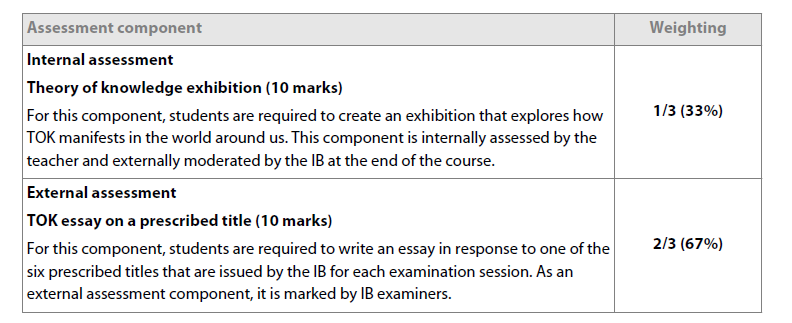 Assessment component Weighting
Internal assessment
Theory of knowledge exhibition (10 marks)
For this component, students are required to create an exhibition that explores how
TOK manifests in the world around us. This component is internally assessed by the
teacher and externally moderated by the IB at the end of the course.
1/3 (33%)
External assessment
TOK essay on a prescribed title (10 marks)
For this component, students are required to write an essay in response to one of the
six prescribed titles that are issued by the IB for each examination session. As an
external assessment component, it is marked by IB examiners.
2/3 (67%)